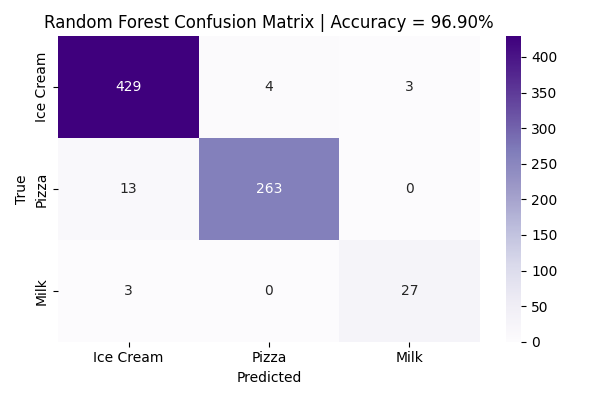 Random Forest Confusion Matrix | Accuracy = 96.90%
Ice Cream
429
4
3
Pizza
13
263
0
Milk
3
0
27
True
Ice Cream
Pizza
Milk
Predicted
400
350
300
250
200
150
100
50
0